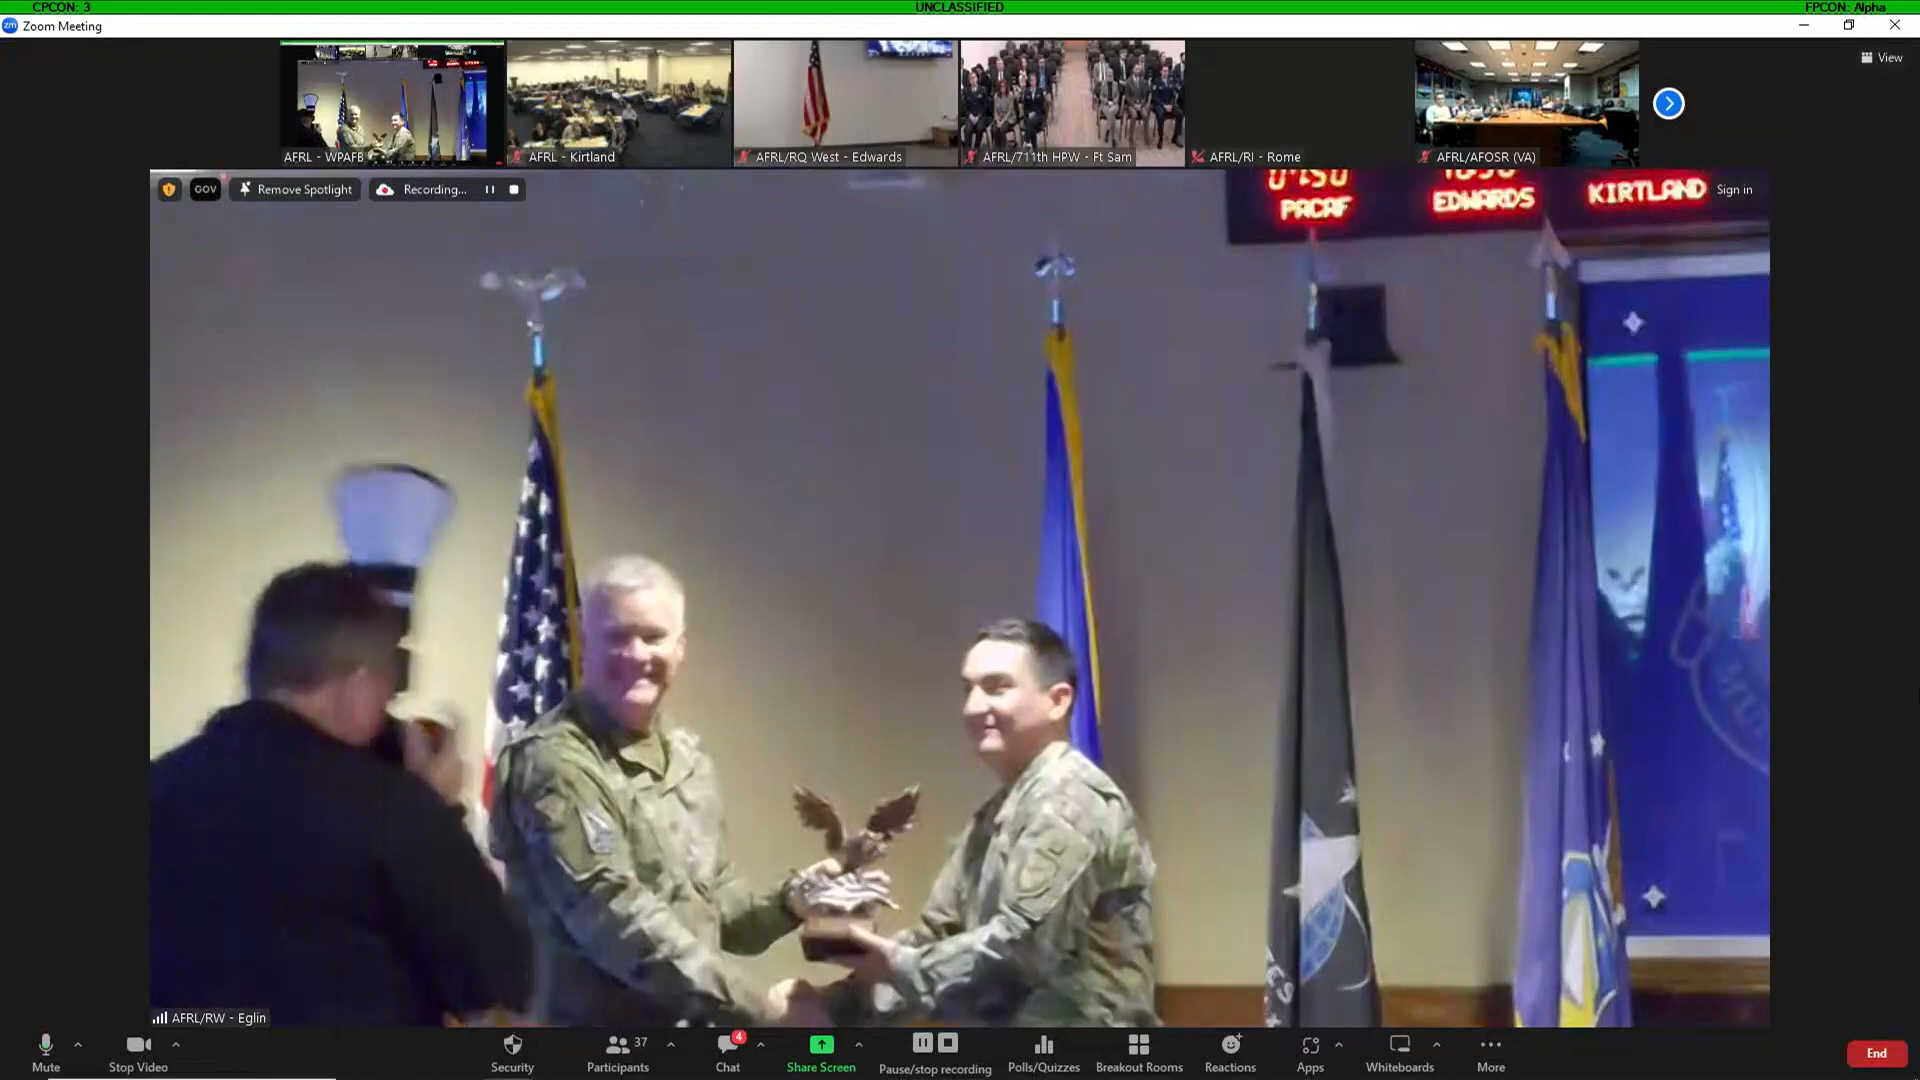 CPCON: 3
UNCLASSIFIED
FPCON: Alpha
zm Zoom Meeting
View
AFRL - WPAFB
AFRL - Kirtland
AFRL/RQ West - Edwards
AFRL/711th HPW - Ft Sam
AFRL/RI - Rome
AFRL/AFOSR (VA)
GOV
Remove Spotlight
Recording...
Sign in
PACAF
EDWARDS
KIRTLAND
AFRL/RW - Eglin
Mute
Stop Video
Security
Participants 37
Chat 4
Share Screen
Pause/stop recording
Polls/Quizzes
Breakout Rooms
Reactions
Apps
Whiteboards
More
End